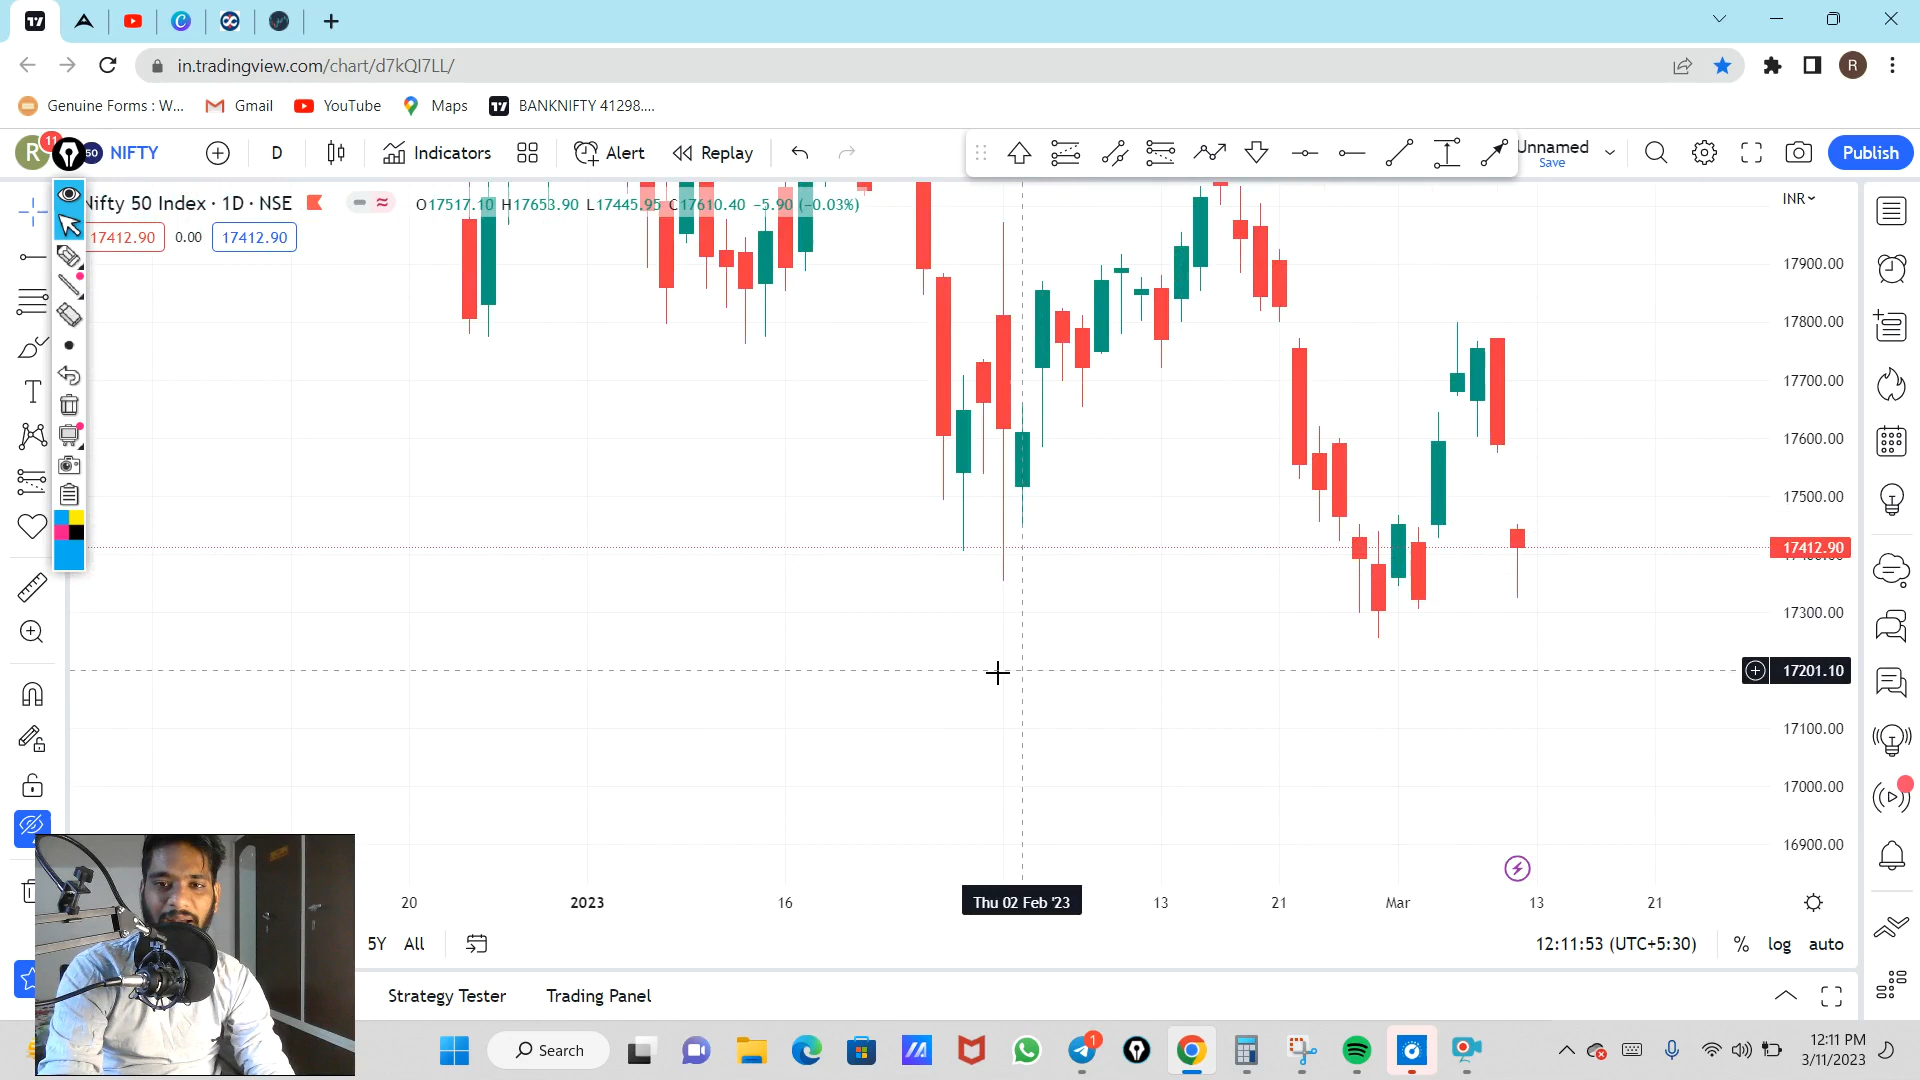 in.tradingview.com/chart/d7kQI7LL/
R
Genuine Forms : W...
Gmail
YouTube
Maps
BANKNIFTY 41298....
R
11
50
NIFTY
D
Indicators
Alert
Replay
Unnamed
Save
Publish
Nifty 50 Index · 1D · NSE
O17517.10 H17653.90 L17445.95 C17610.40 −5.90 (−0.03%)
INR
17412.90
0.00
17412.90
17900.00
17800.00
17700.00
17600.00
17500.00
17412.90
17300.00
17201.10
17100.00
17000.00
16900.00
20
2023
16
Thu 02 Feb '23
13
21
Mar
13
21
5Y
All
12:11:53 (UTC+5:30)
%
log
auto
Strategy Tester
Trading Panel
Search
1
12:11 PM
3/11/2023